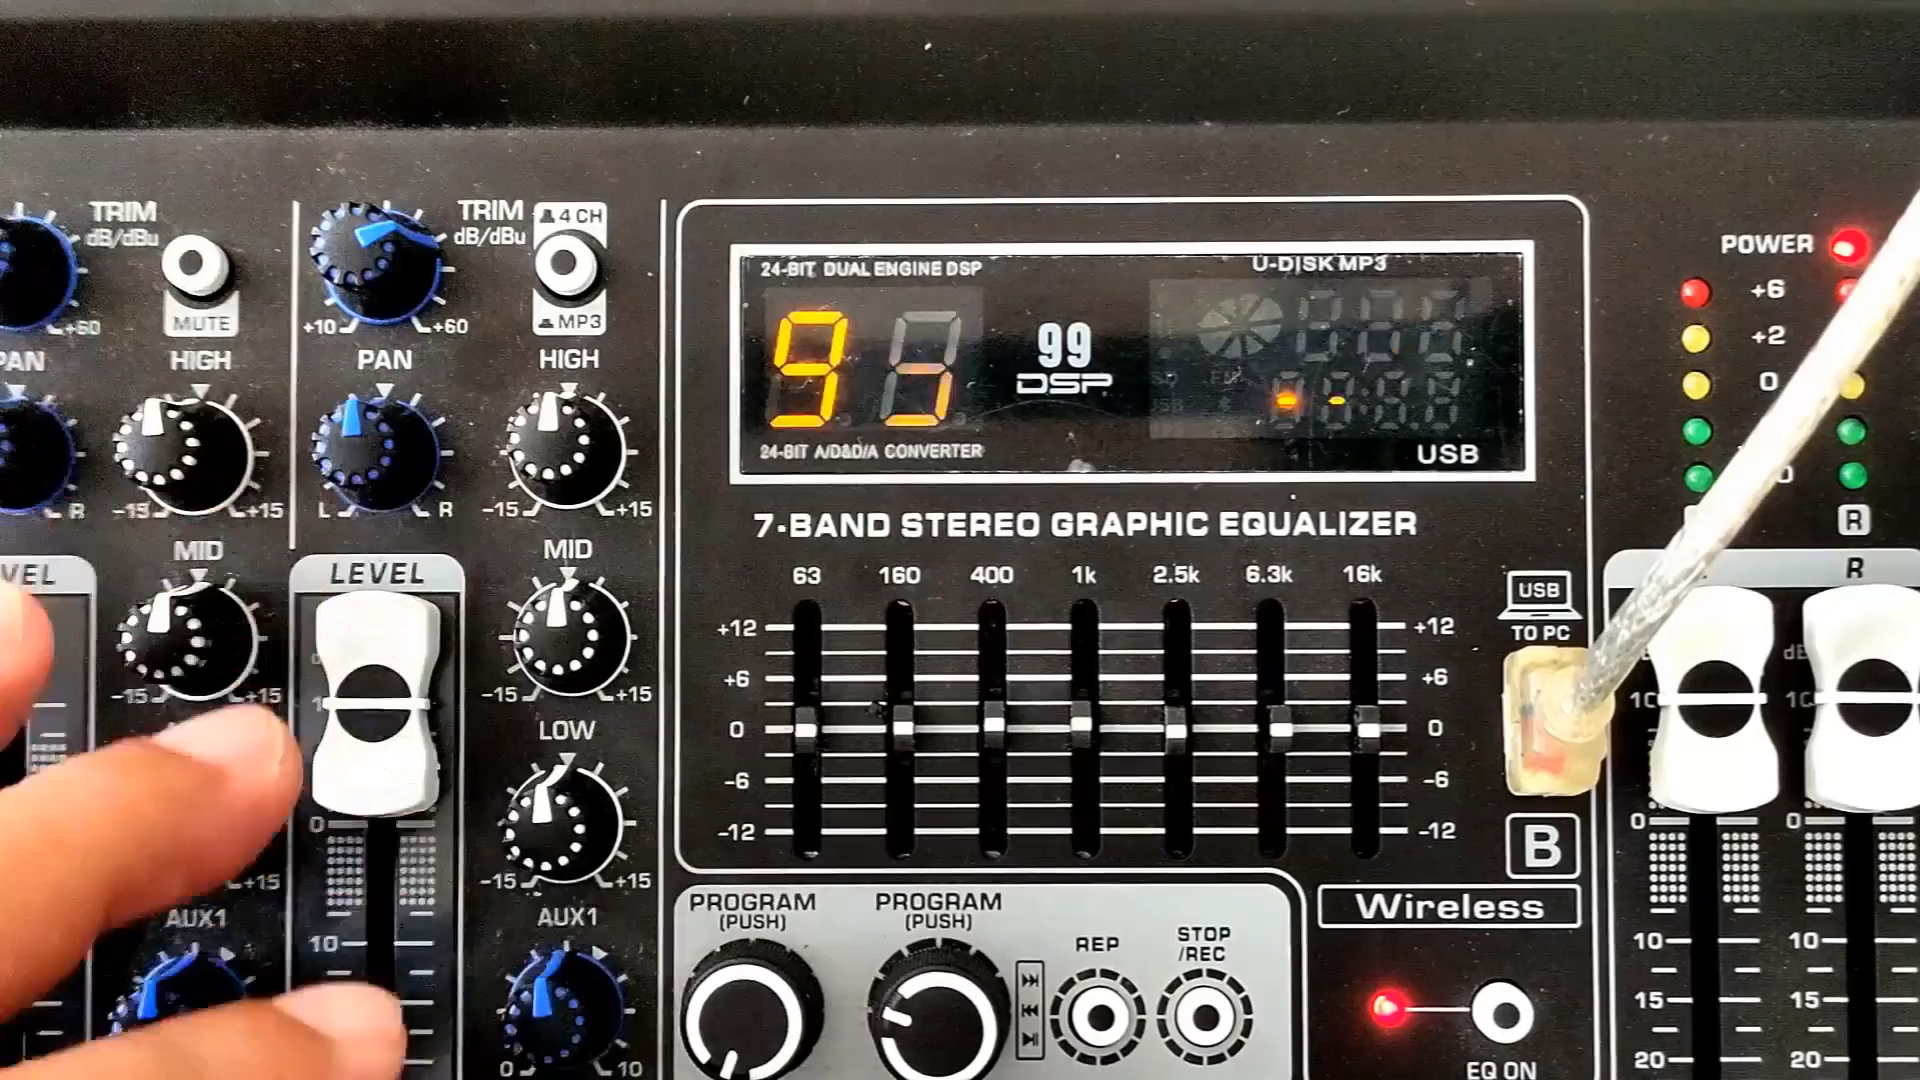 TRIM
dB/dBu
+60
MUTE
PAN
HIGH
R
-15
+15
MID
LEVEL
-15
+15
+15
AUX1
TRIM
dB/dBu
4 CH
MP3
+10
+60
PAN
HIGH
L
R
-15
+15
LEVEL
MID
-15
+15
LOW
0
-15
+15
10
AUX1
0
10
24-BIT DUAL ENGINE DSP
U-DISK MP3
99
DSP
24-BIT A/D&D/A CONVERTER
USB
7-BAND STEREO GRAPHIC EQUALIZER
63 160 400 1k 2.5k 6.3k 16k
+12 +12
+6 +6
0 0
-6 -6
-12 -12
USB
TO PC
B
PROGRAM
(PUSH)
PROGRAM
(PUSH)
REP
STOP
/REC
Wireless
EQ ON
POWER
+6
+2
0
R
R
10
0 0
10 10
15 15
20 20